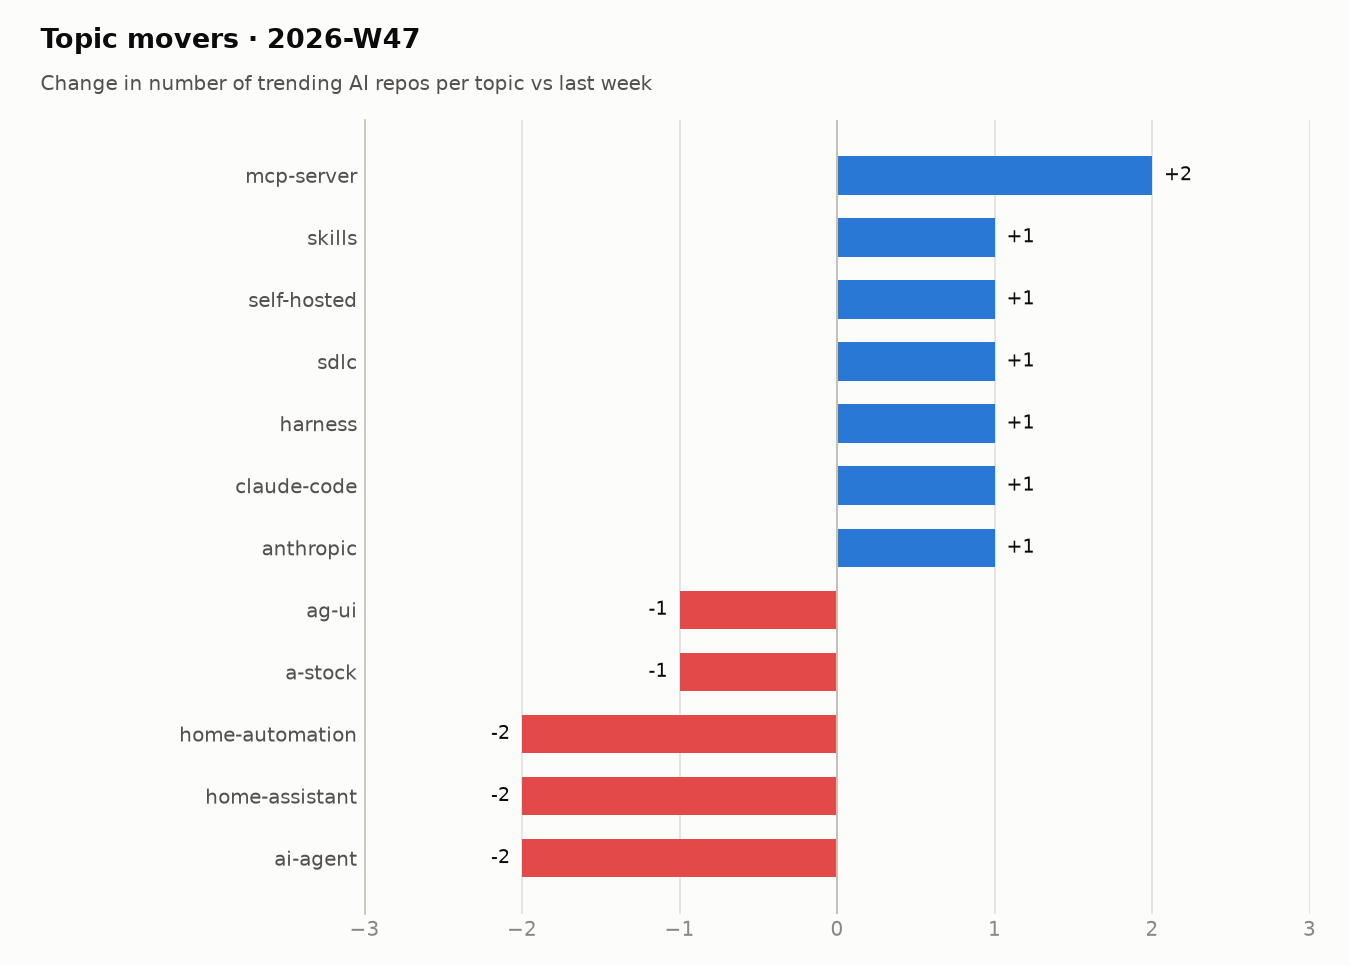 Topic movers · 2026-W47
Change in number of trending AI repos per topic vs last week
mcp-server +2
skills +1
self-hosted +1
sdlc +1
harness +1
claude-code +1
anthropic +1
ag-ui -1
a-stock -1
home-automation -2
home-assistant -2
ai-agent -2
−3 −2 −1 0 1 2 3